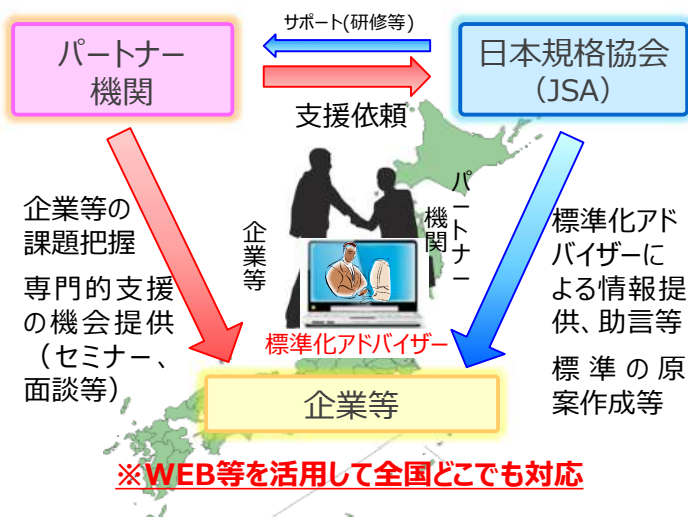 サポート(研修等)
パートナー
機関
日本規格協会
（JSA）
支援依頼
企業等の
課題把握
専門的支援
の機会提供
（セミナー、
面談等）
企業等
パートナー
機関
標準化アドバイザー
標準化アド
バイザーに
よる情報提
供、助言等
標準の原
案作成等
企業等
※WEB等を活用して全国どこでも対応